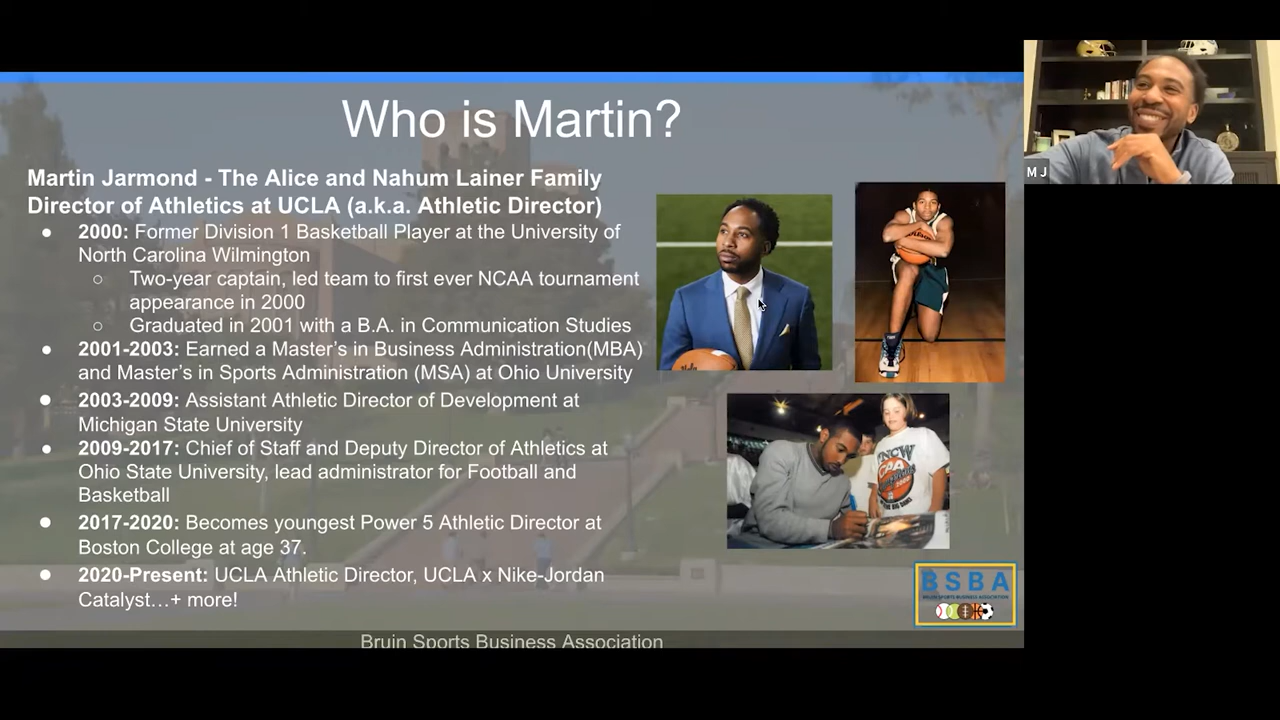 Who is Martin?
Martin Jarmond - The Alice and Nahum Lainer Family
Director of Athletics at UCLA (a.k.a. Athletic Director)
● 2000: Former Division 1 Basketball Player at the University of
North Carolina Wilmington
○ Two-year captain, led team to first ever NCAA tournament
appearance in 2000
○ Graduated in 2001 with a B.A. in Communication Studies
● 2001-2003: Earned a Master's in Business Administration(MBA)
and Master's in Sports Administration (MSA) at Ohio University
● 2003-2009: Assistant Athletic Director of Development at
Michigan State University
● 2009-2017: Chief of Staff and Deputy Director of Athletics at
Ohio State University, lead administrator for Football and
Basketball
● 2017-2020: Becomes youngest Power 5 Athletic Director at
Boston College at age 37.
● 2020-Present: UCLA Athletic Director, UCLA x Nike-Jordan
Catalyst…+ more!
M J
UNCW
CAA
BSBA
BRUIN SPORTS BUSINESS ASSOCIATION
Bruin Sports Business Association